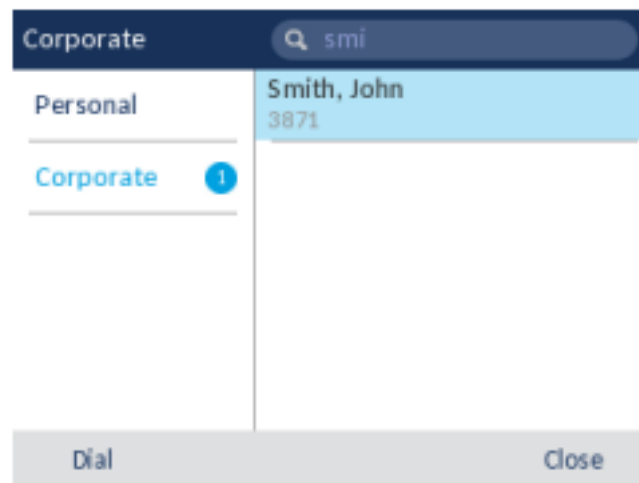 Corporate
smi
Personal
Corporate 1
Smith, John
3871
Dial
Close